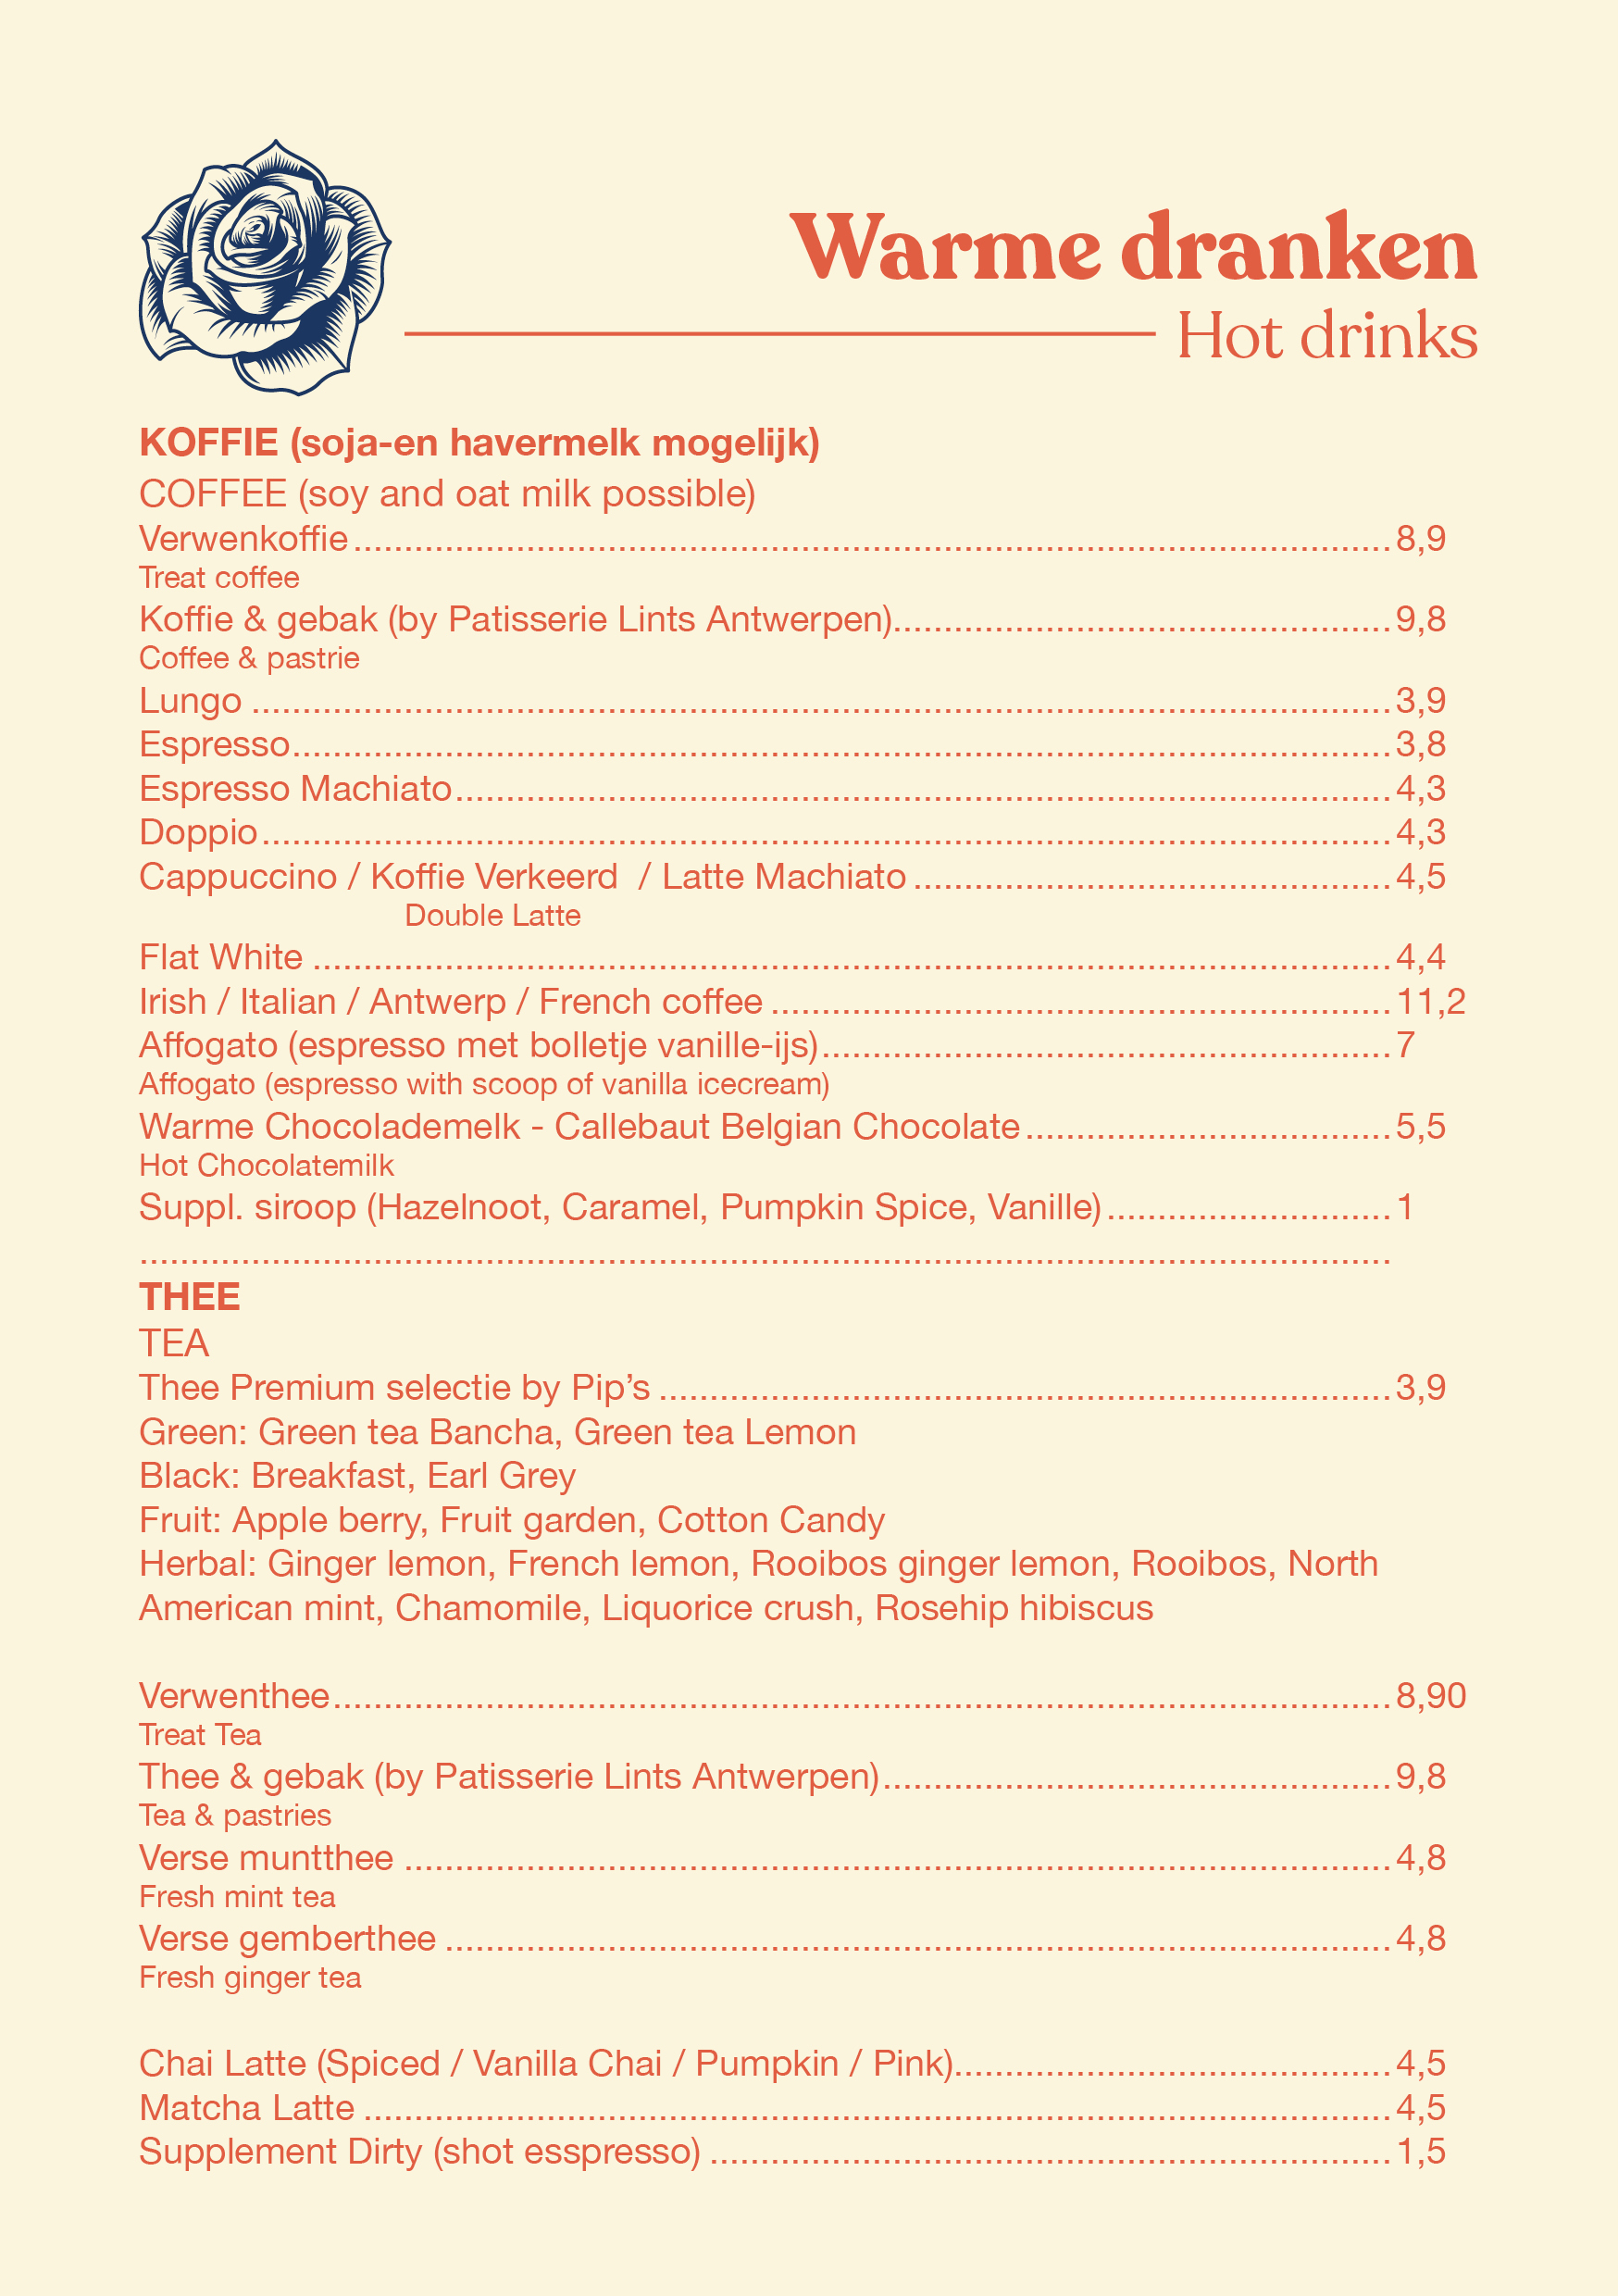 Warme dranken
Hot drinks
KOFFIE (soja-en havermelk mogelijk)
COFFEE (soy and oat milk possible)
Verwenkoffie ........ 8,9
Treat coffee
Koffie & gebak (by Patisserie Lints Antwerpen) ........ 9,8
Coffee & pastrie
Lungo ........ 3,9
Espresso ........ 3,8
Espresso Machiato ........ 4,3
Doppio ........ 4,3
Cappuccino / Koffie Verkeerd / Latte Machiato ........ 4,5
Double Latte
Flat White ........ 4,4
Irish / Italian / Antwerp / French coffee ........ 11,2
Affogato (espresso met bolletje vanille-ijs) ........ 7
Affogato (espresso with scoop of vanilla icecream)
Warme Chocolademelk - Callebaut Belgian Chocolate ........ 5,5
Hot Chocolatemilk
Suppl. siroop (Hazelnoot, Caramel, Pumpkin Spice, Vanille) ........ 1
........
THEE
TEA
Thee Premium selectie by Pip’s ........ 3,9
Green: Green tea Bancha, Green tea Lemon
Black: Breakfast, Earl Grey
Fruit: Apple berry, Fruit garden, Cotton Candy
Herbal: Ginger lemon, French lemon, Rooibos ginger lemon, Rooibos, North
American mint, Chamomile, Liquorice crush, Rosehip hibiscus
Verwenthee ........ 8,90
Treat Tea
Thee & gebak (by Patisserie Lints Antwerpen) ........ 9,8
Tea & pastries
Verse muntthee ........ 4,8
Fresh mint tea
Verse gemberthee ........ 4,8
Fresh ginger tea
Chai Latte (Spiced / Vanilla Chai / Pumpkin / Pink) ........ 4,5
Matcha Latte ........ 4,5
Supplement Dirty (shot esspresso) ........ 1,5